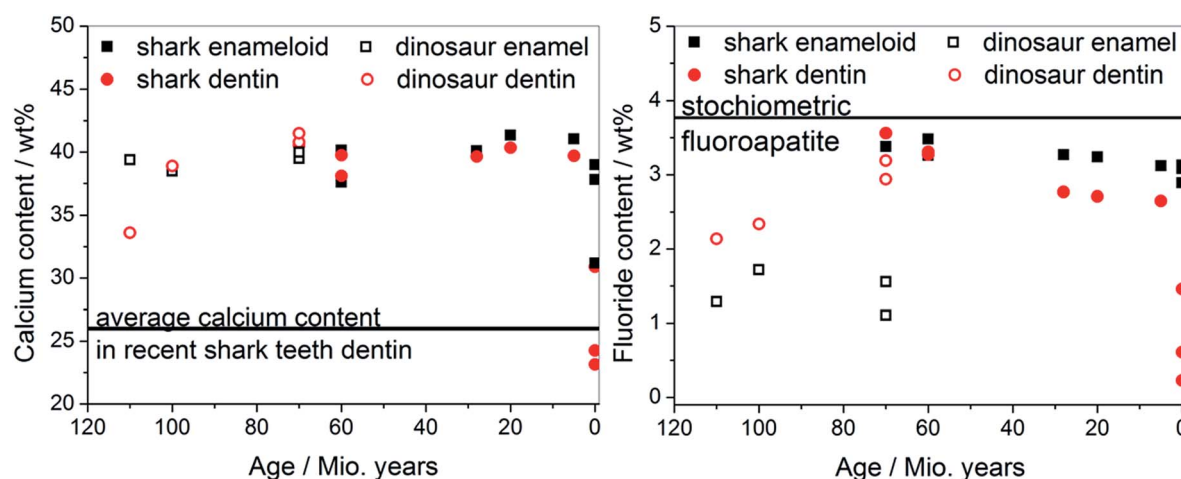 50
45
40
35
30
25
20
Calcium content / wt%
shark enameloid
dinosaur enamel
shark dentin
dinosaur dentin
average calcium content
in recent shark teeth dentin
120 100 80 60 40 20 0
Age / Mio. years
5
4
3
2
1
0
Fluoride content / wt%
shark enameloid
dinosaur enamel
shark dentin
dinosaur dentin
stochiometric
fluoroapatite
120 100 80 60 40 20 0
Age / Mio. years